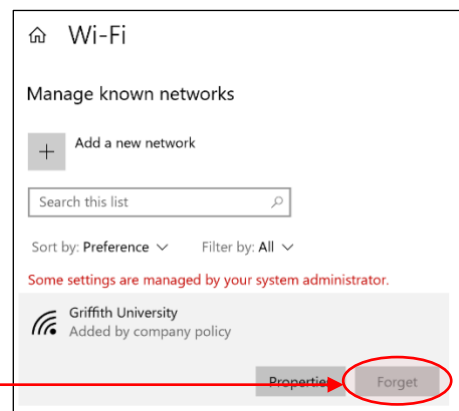 Wi-Fi
Manage known networks
Add a new network
Search this list
Sort by: Preference Filter by: All
Some settings are managed by your system administrator.
Griffith University
Added by company policy
Properties Forget